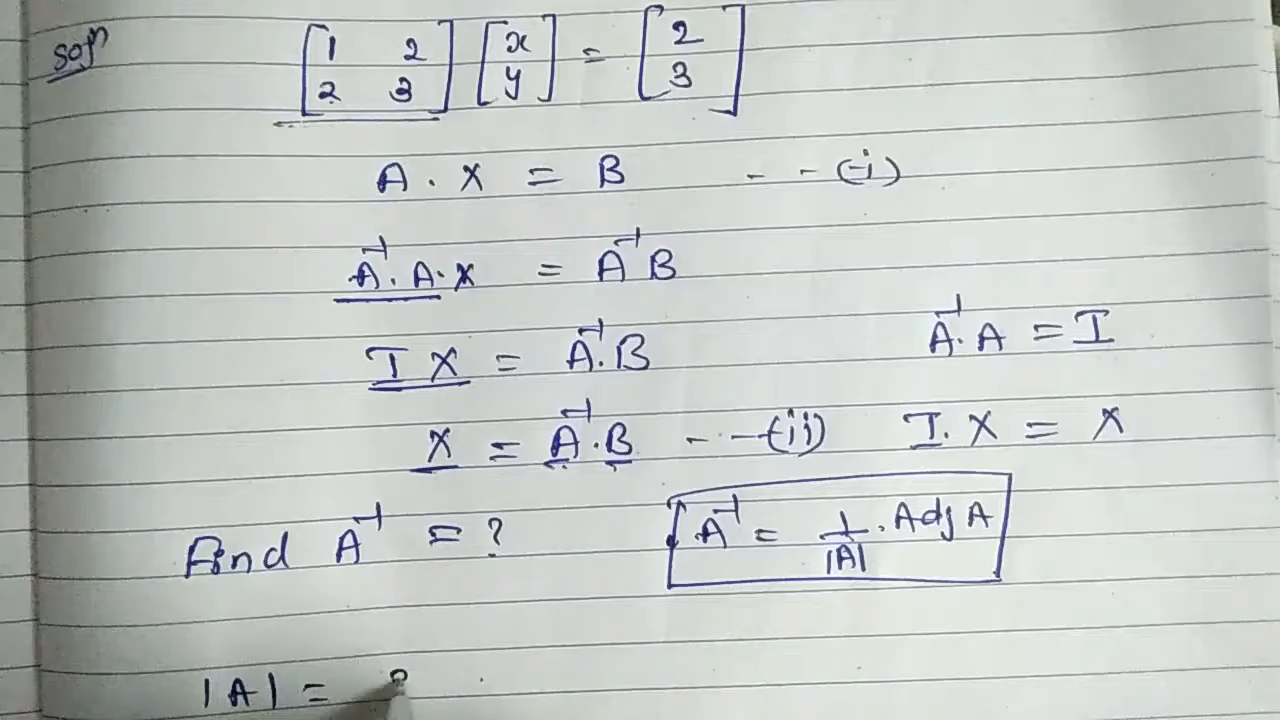 Soln [1 2 2 3] [x y] = [2 3]
A . X = B - - (i)
A⁻¹. A. X = A⁻¹ B
I X = A⁻¹. B A⁻¹. A = I
X = A⁻¹. B - - (ii) I. X = X
Find A⁻¹ = ? A⁻¹ = 1/|A| . Adj A
|A| =